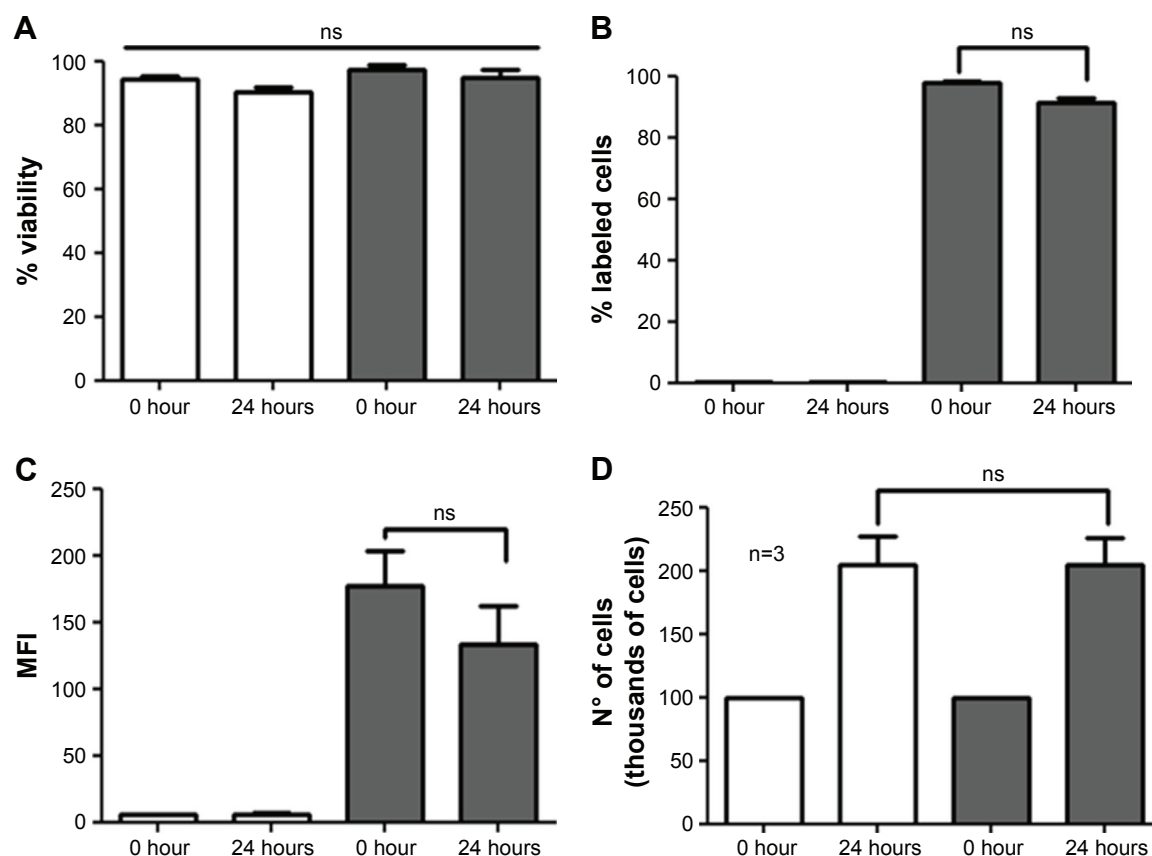 A
ns
% viability
100
80
60
40
20
0
0 hour
24 hours
0 hour
24 hours
B
ns
% labeled cells
100
80
60
40
20
0
0 hour
24 hours
0 hour
24 hours
C
ns
MFI
250
200
150
100
50
0
0 hour
24 hours
0 hour
24 hours
D
ns
n=3
N° of cells
(thousands of cells)
250
200
150
100
50
0
0 hour
24 hours
0 hour
24 hours